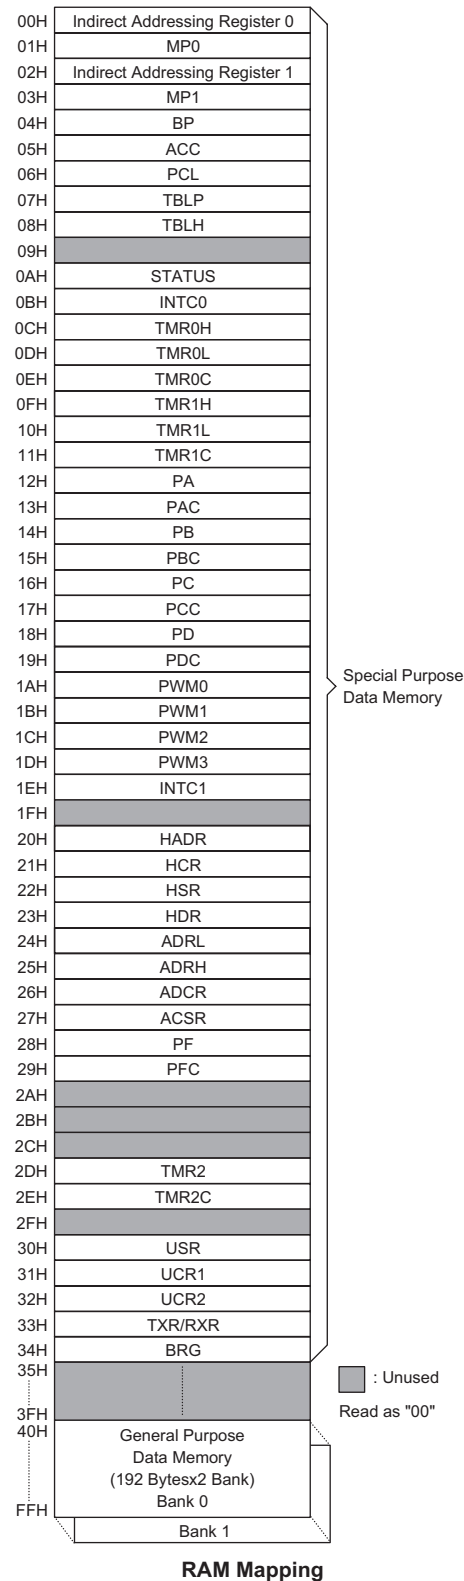 00H Indirect Addressing Register 0
01H MP0
02H Indirect Addressing Register 1
03H MP1
04H BP
05H ACC
06H PCL
07H TBLP
08H TBLH
09H
0AH STATUS
0BH INTC0
0CH TMR0H
0DH TMR0L
0EH TMR0C
0FH TMR1H
10H TMR1L
11H TMR1C
12H PA
13H PAC
14H PB
15H PBC
16H PC
17H PCC
18H PD
19H PDC
1AH PWM0
1BH PWM1
1CH PWM2
1DH PWM3
1EH INTC1
1FH
20H HADR
21H HCR
22H HSR
23H HDR
24H ADRL
25H ADRH
26H ADCR
27H ACSR
28H PF
29H PFC
2AH
2BH
2CH
2DH TMR2
2EH TMR2C
2FH
30H USR
31H UCR1
32H UCR2
33H TXR/RXR
34H BRG
35H
3FH
40H
FFH
General Purpose
Data Memory
(192 Bytesx2 Bank)
Bank 0
Bank 1
Special Purpose
Data Memory
: Unused
Read as "00"
RAM Mapping